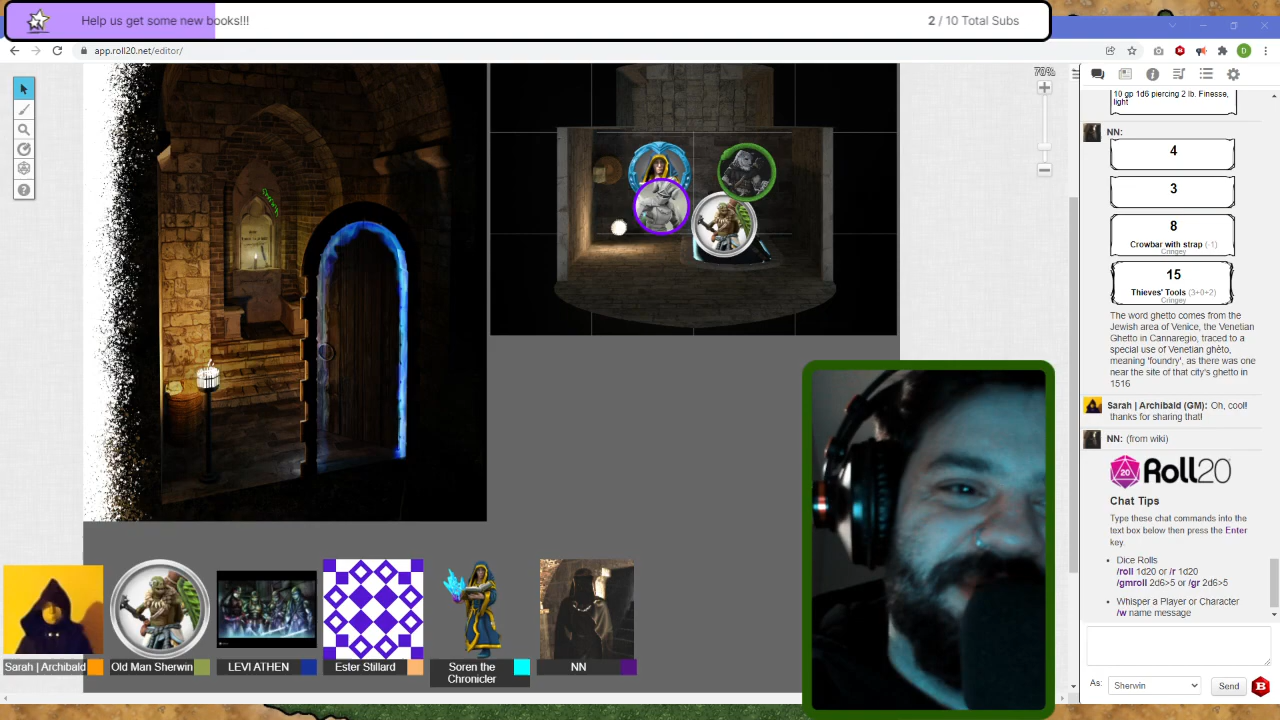 Help us get some new books!!!
2 / 10 Total Subs
app.roll20.net/editor/
70%
10 gp 1d6 piercing 2 lb. Finesse,
light
NN:
4
3
8
Crowbar with strap (-1)
Cringey
15
Thieves' Tools (3+0+2)
Cringey
The word ghetto comes from the
Jewish area of Venice, the Venetian
Ghetto in Cannaregio, traced to a
special use of Venetian ghèto,
meaning 'foundry', as there was one
near the site of that city's ghetto in
1516
Sarah | Archibald (GM): Oh, cool!
thanks for sharing that!
NN: (from wiki)
20
Roll20
Chat Tips
Type these chat commands into the
text box below then press the Enter
key.
• Dice Rolls
/roll 1d20 or /r 1d20
/gmroll 2d6>5 or /gr 2d6>5
• Whisper a Player or Character
/w name message
As:
Sherwin
Send
Sarah | Archibald
Old Man Sherwin
LEVI ATHEN
Ester Stillard
Soren the
Chronicler
NN